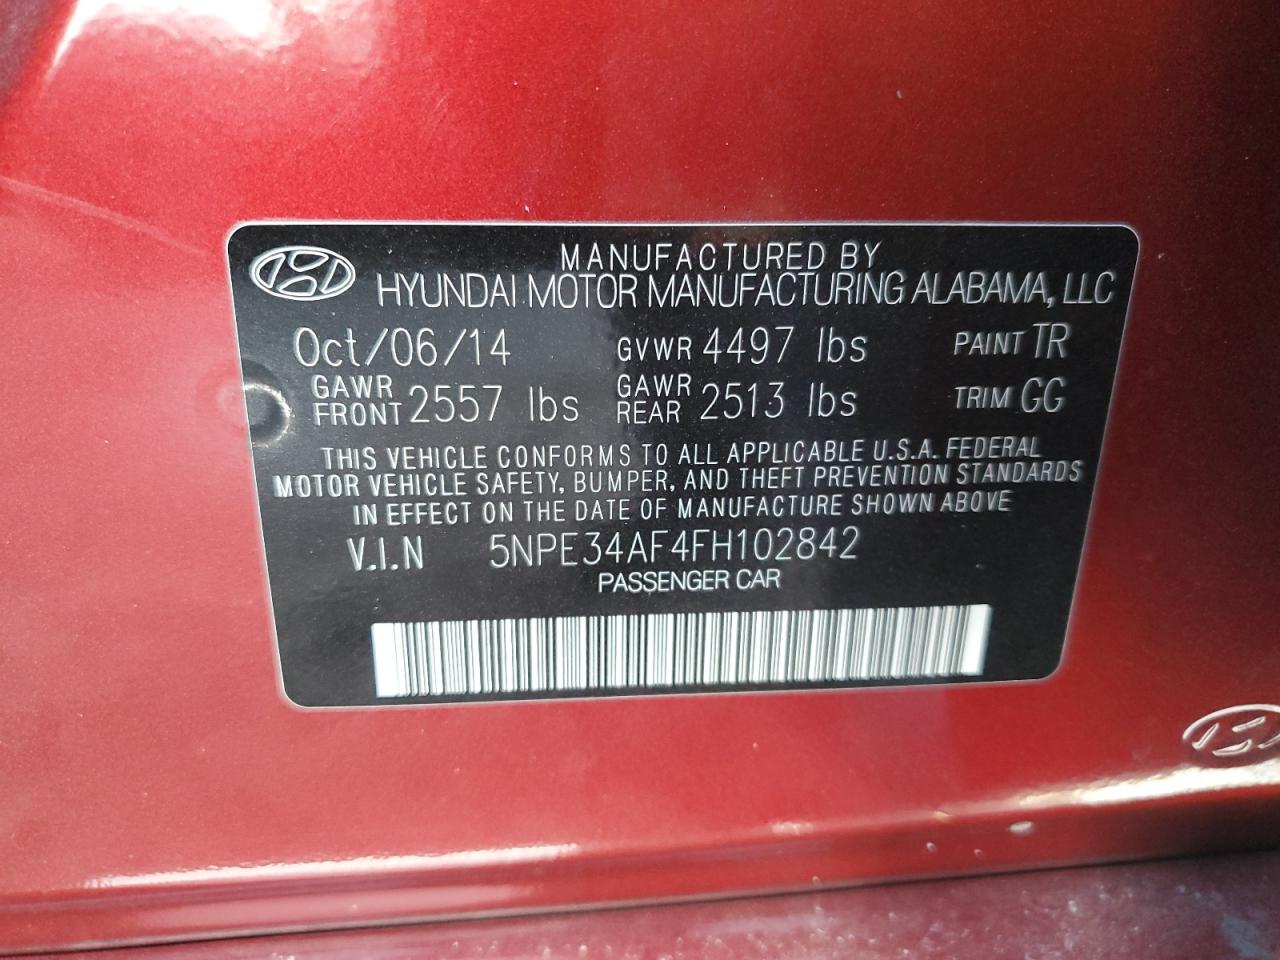 MANUFACTURED BY
HYUNDAI MOTOR MANUFACTURING ALABAMA, LLC
Oct/06/14 GVWR 4497 lbs PAINT TR
GAWR FRONT 2557 lbs GAWR REAR 2513 lbs TRIM GG
THIS VEHICLE CONFORMS TO ALL APPLICABLE U.S.A. FEDERAL
MOTOR VEHICLE SAFETY, BUMPER, AND THEFT PREVENTION STANDARDS
IN EFFECT ON THE DATE OF MANUFACTURE SHOWN ABOVE
V.I.N 5NPE34AF4FH102842
PASSENGER CAR